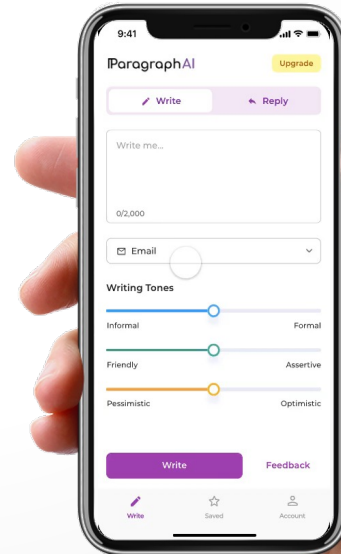 9:41
ParagraphAI
Upgrade
Write
Reply
Write me...
0/2,000
Email
Writing Tones
Informal
Formal
Friendly
Assertive
Pessimistic
Optimistic
Write
Feedback
Write
Saved
Account